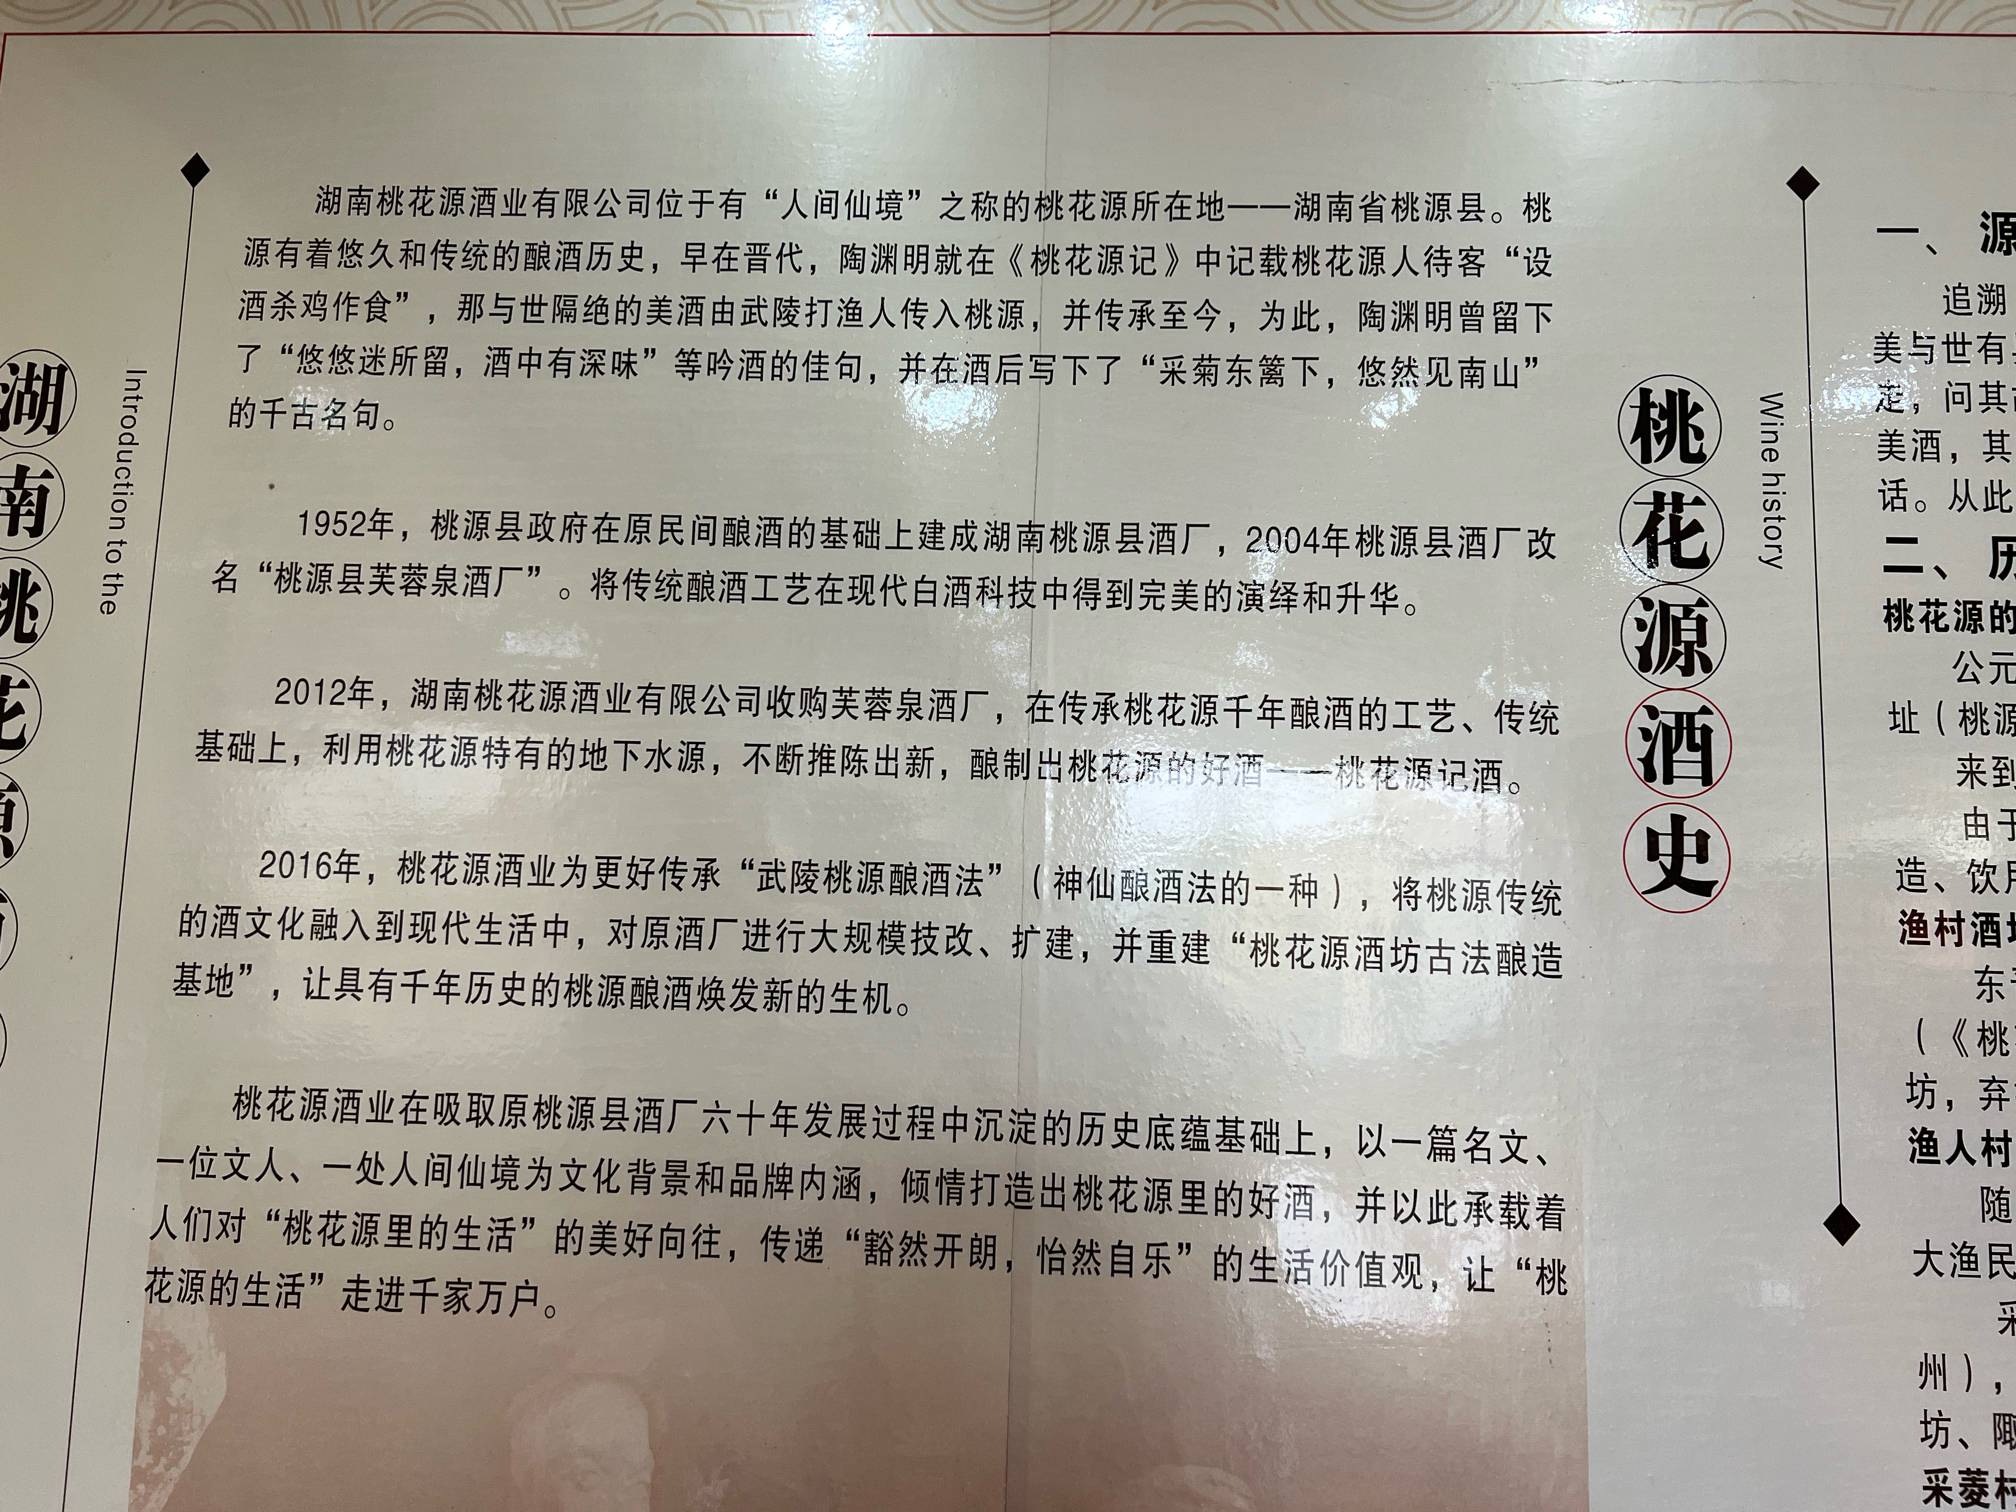 湖南桃花源酒
Introduction to the
湖南桃花源酒业有限公司位于有“人间仙境”之称的桃花源所在地——湖南省桃源县。桃
源有着悠久和传统的酿酒历史，早在晋代，陶渊明就在《桃花源记》中记载桃花源人待客“设
酒杀鸡作食”，那与世隔绝的美酒由武陵打渔人传入桃源，并传承至今，为此，陶渊明曾留下
了“悠悠迷所留，酒中有深味”等吟酒的佳句，并在酒后写下了“采菊东篱下，悠然见南山”
的千古名句。
1952年，桃源县政府在原民间酿酒的基础上建成湖南桃源县酒厂，2004年桃源县酒厂改
名“桃源县芙蓉泉酒厂”。将传统酿酒工艺在现代白酒科技中得到完美的演绎和升华。
2012年，湖南桃花源酒业有限公司收购芙蓉泉酒厂，在传承桃花源千年酿酒的工艺、传统
基础上，利用桃花源特有的地下水源，不断推陈出新，酿制出桃花源的好酒——桃花源记酒。
2016年，桃花源酒业为更好传承“武陵桃源酿酒法”（神仙酿酒法的一种），将桃源传统
的酒文化融入到现代生活中，对原酒厂进行大规模技改、扩建，并重建“桃花源酒坊古法酿造
基地”，让具有千年历史的桃源酿酒焕发新的生机。
桃花源酒业在吸取原桃源县酒厂六十年发展过程中沉淀的历史底蕴基础上，以一篇名文、
一位文人、一处人间仙境为文化背景和品牌内涵，倾情打造出桃花源里的好酒，并以此承载着
人们对“桃花源里的生活”的美好向往，传递“豁然开朗，怡然自乐”的生活价值观，让“桃
花源的生活”走进千家万户。
桃花源酒史
Wine history
一、源
追溯
美与世有
定，问其
美酒，其
话。从此
二、历
桃花源的
公元
址（桃源
来到
由于
造、饮用
渔村酒坊
东晋
（《桃
坊，弃
渔人村
随
大渔民
采
州），
坊、
采菱村